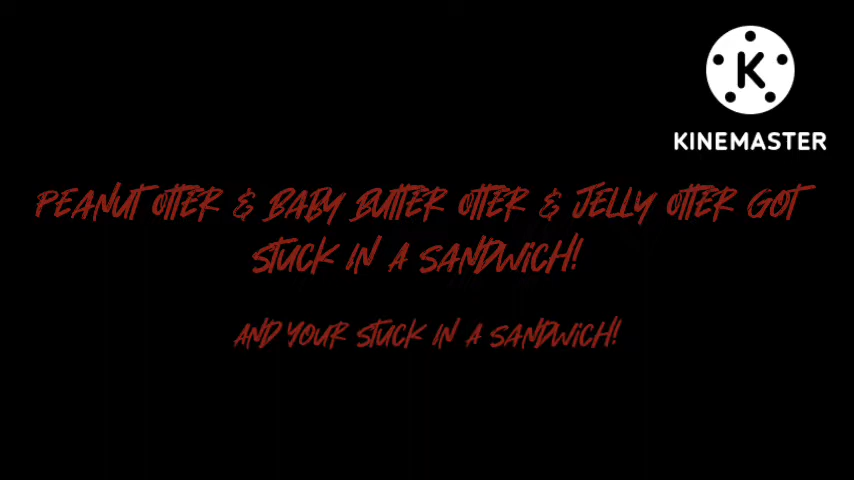 K
KINEMASTER
PEANUT OTTER & BABY BUTTER OTTER & JELLY OTTER GOT
STUCK IN A SANDWICH!
AND YOUR STUCK IN A SANDWICH!